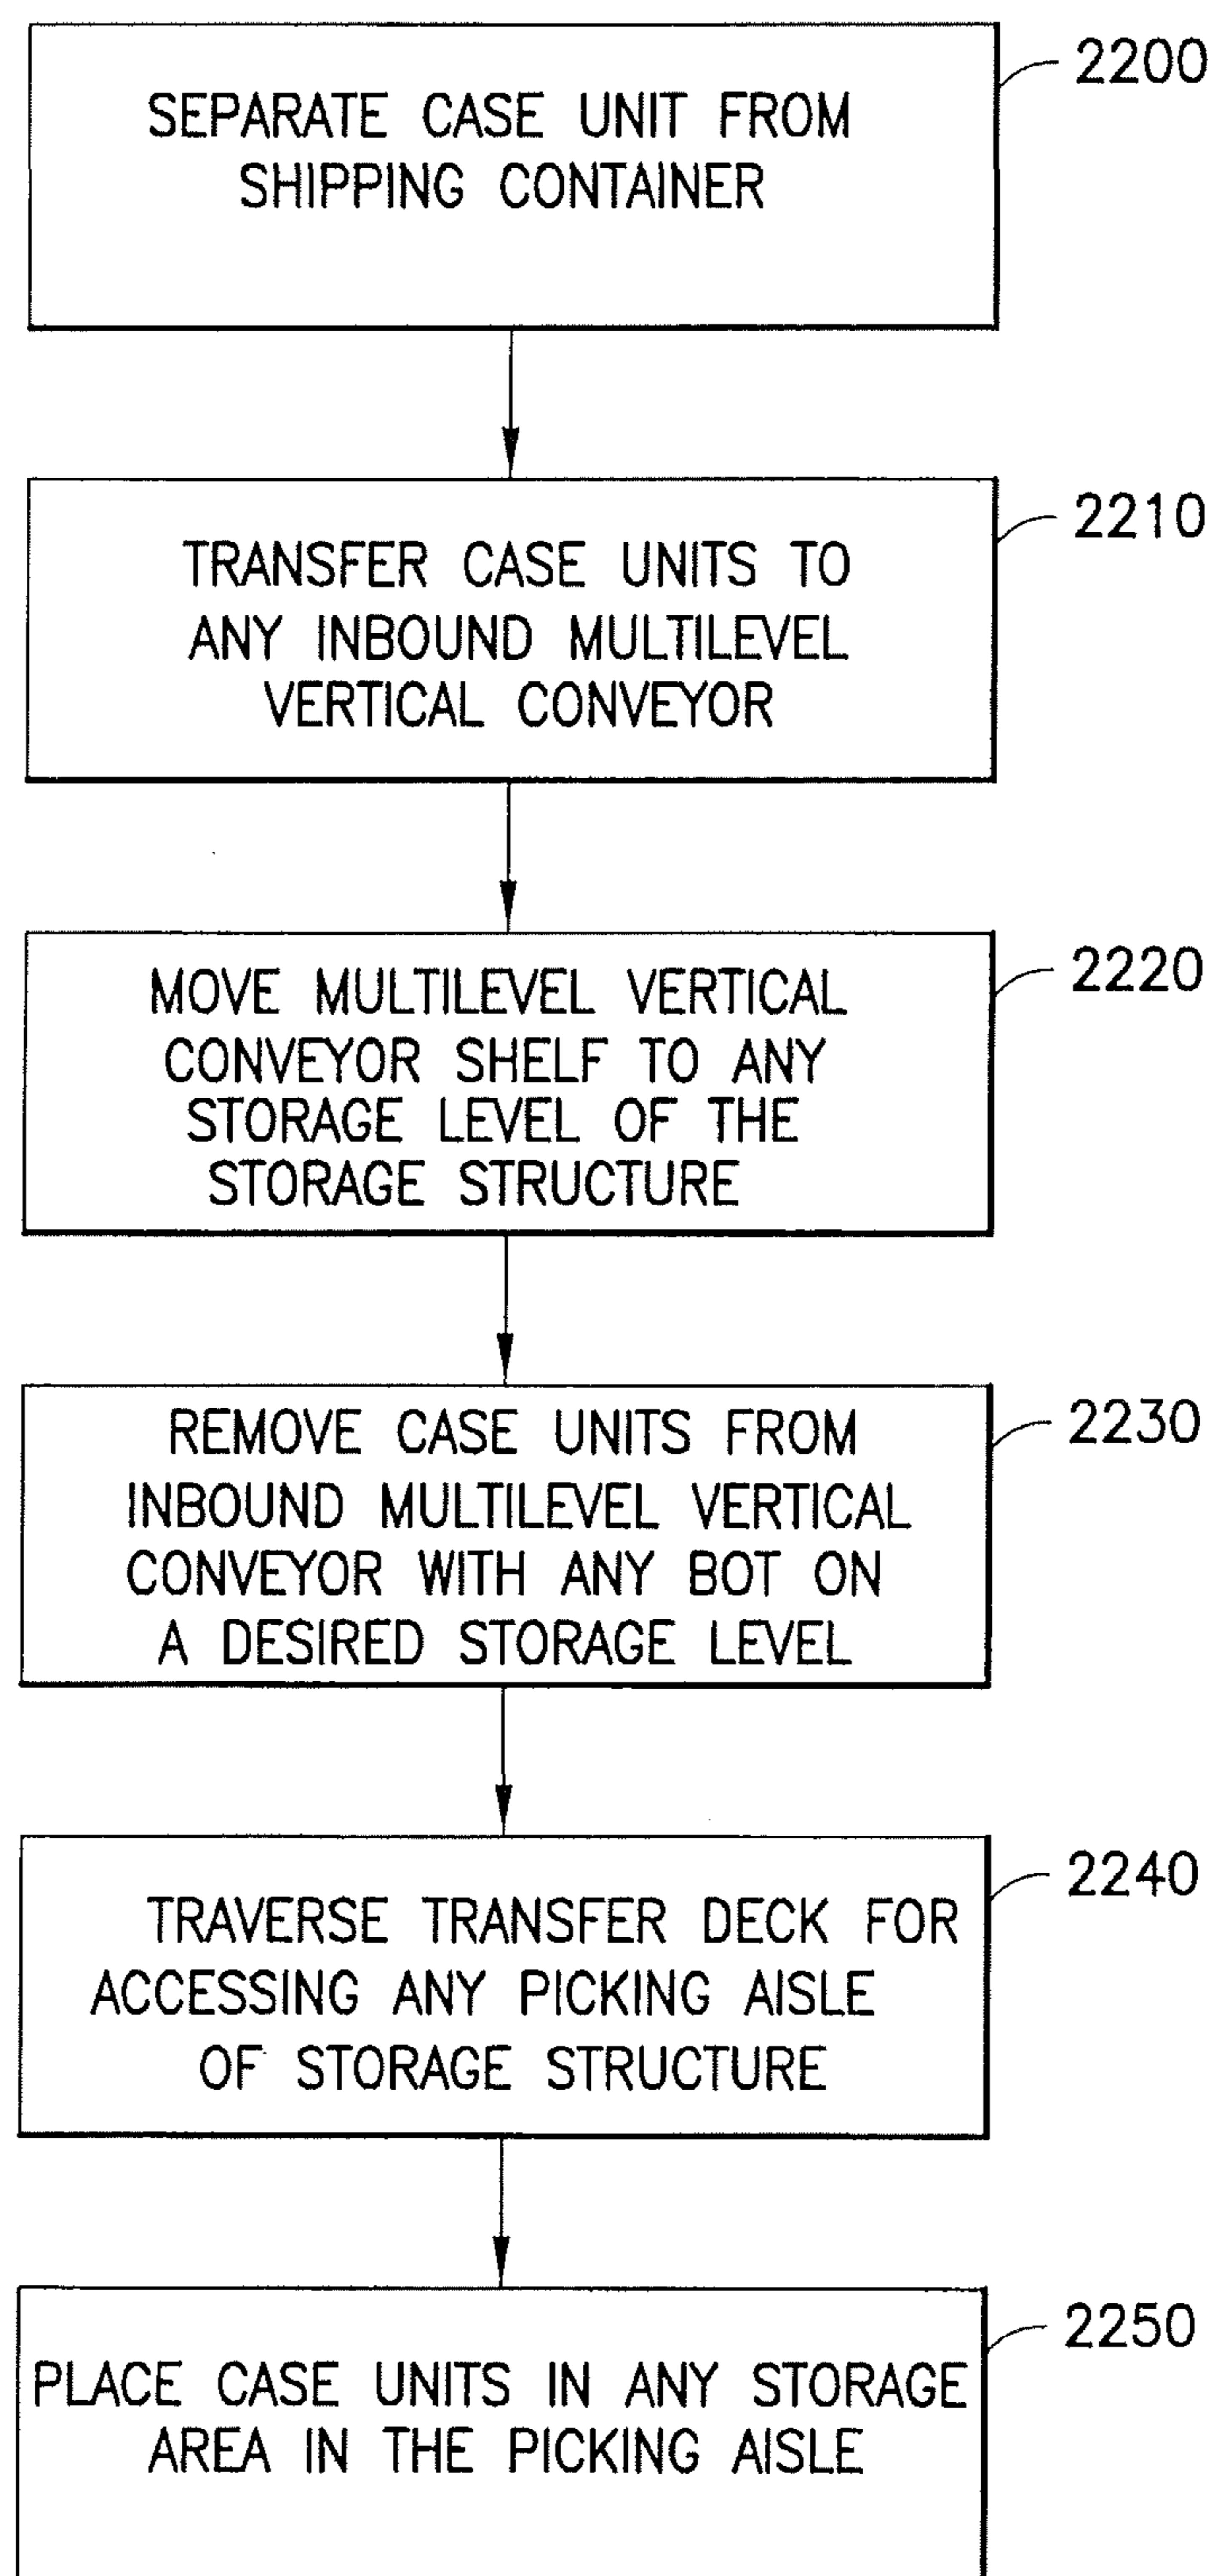 2200
SEPARATE CASE UNIT FROM
SHIPPING CONTAINER
2210
TRANSFER CASE UNITS TO
ANY INBOUND MULTILEVEL
VERTICAL CONVEYOR
2220
MOVE MULTILEVEL VERTICAL
CONVEYOR SHELF TO ANY
STORAGE LEVEL OF THE
STORAGE STRUCTURE
2230
REMOVE CASE UNITS FROM
INBOUND MULTILEVEL VERTICAL
CONVEYOR WITH ANY BOT ON
A DESIRED STORAGE LEVEL
2240
TRAVERSE TRANSFER DECK FOR
ACCESSING ANY PICKING AISLE
OF STORAGE STRUCTURE
2250
PLACE CASE UNITS IN ANY STORAGE
AREA IN THE PICKING AISLE